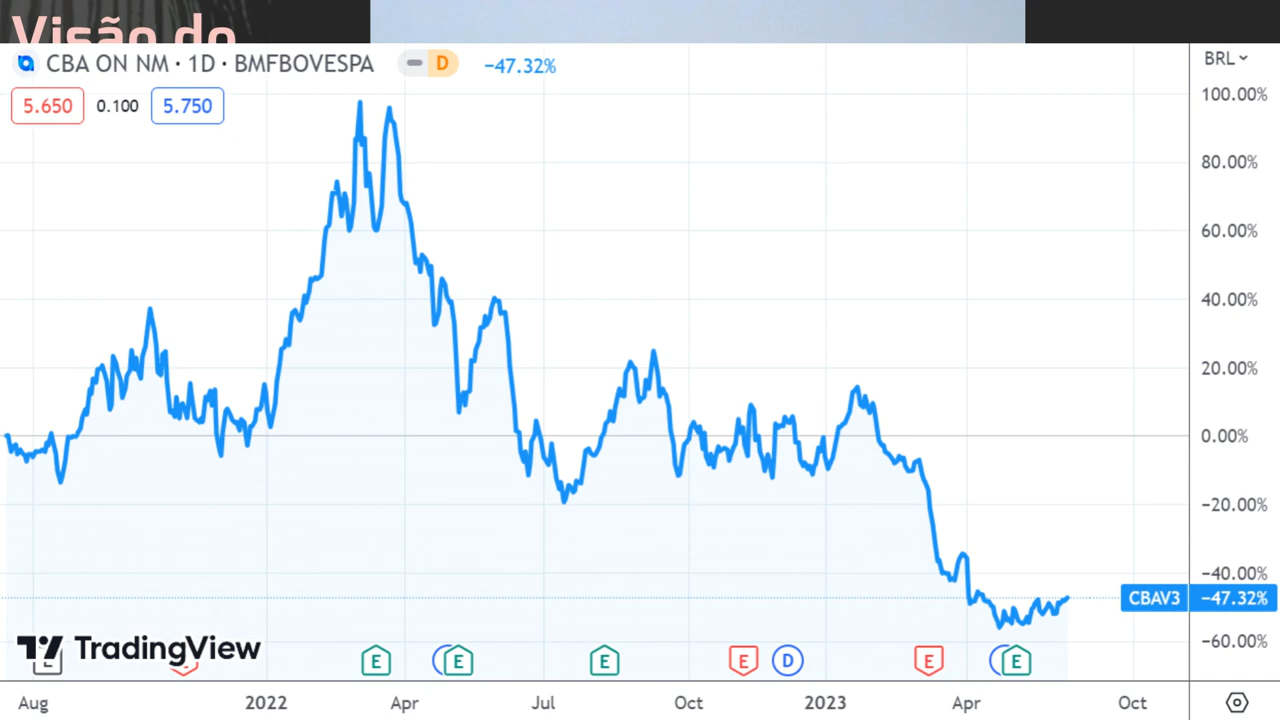 Visão do
CBA ON NM · 1D · BMFBOVESPA
D
−47.32%
BRL
5.650
0.100
5.750
100.00%
80.00%
60.00%
40.00%
20.00%
0.00%
−20.00%
−40.00%
CBAV3
−47.32%
−60.00%
TradingView
E
E
E
E
D
E
E
Aug
2022
Apr
Jul
Oct
2023
Apr
Oct